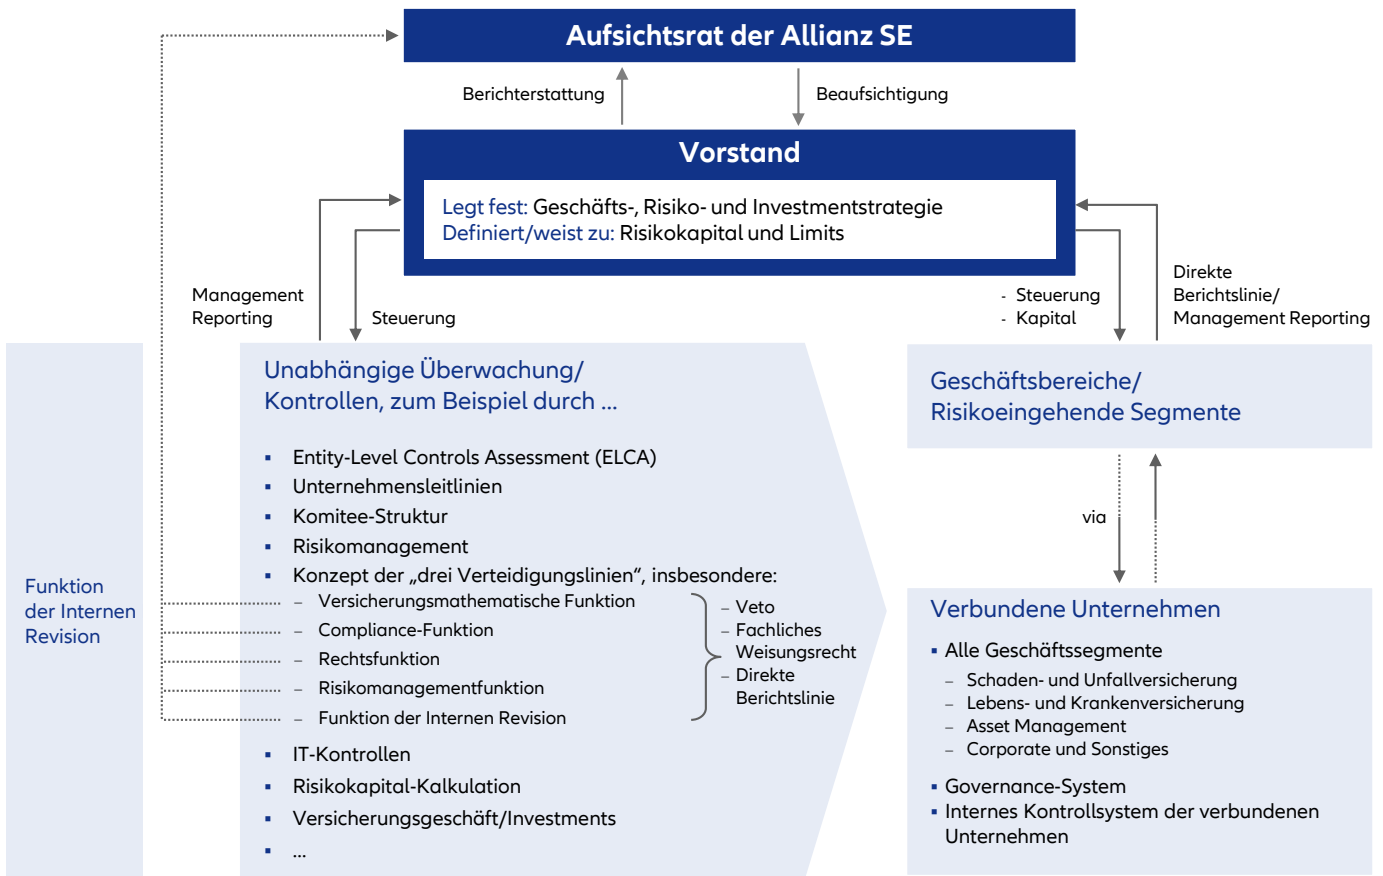 Aufsichtsrat der Allianz SE
Berichterstattung
Beaufsichtigung
Vorstand
Legt fest: Geschäfts-, Risiko- und Investmentstrategie
Definiert/weist zu: Risikokapital und Limits
Management
Reporting
Steuerung
- Steuerung
- Kapital
Direkte
Berichtslinie/
Management Reporting
Funktion
der Internen
Revision
Unabhängige Überwachung/
Kontrollen, zum Beispiel durch ...
▪ Entity-Level Controls Assessment (ELCA)
▪ Unternehmensleitlinien
▪ Komitee-Struktur
▪ Risikomanagement
▪ Konzept der „drei Verteidigungslinien“, insbesondere:
– Versicherungsmathematische Funktion
– Compliance-Funktion
– Rechtsfunktion
– Risikomanagementfunktion
– Funktion der Internen Revision
– Veto
– Fachliches
Weisungsrecht
– Direkte
Berichtslinie
▪ IT-Kontrollen
▪ Risikokapital-Kalkulation
▪ Versicherungsgeschäft/Investments
▪ ...
Geschäftsbereiche/
Risikoeingehende Segmente
via
Verbundene Unternehmen
▪ Alle Geschäftssegmente
– Schaden- und Unfallversicherung
– Lebens- und Krankenversicherung
– Asset Management
– Corporate und Sonstiges
▪ Governance-System
▪ Internes Kontrollsystem der verbundenen
Unternehmen